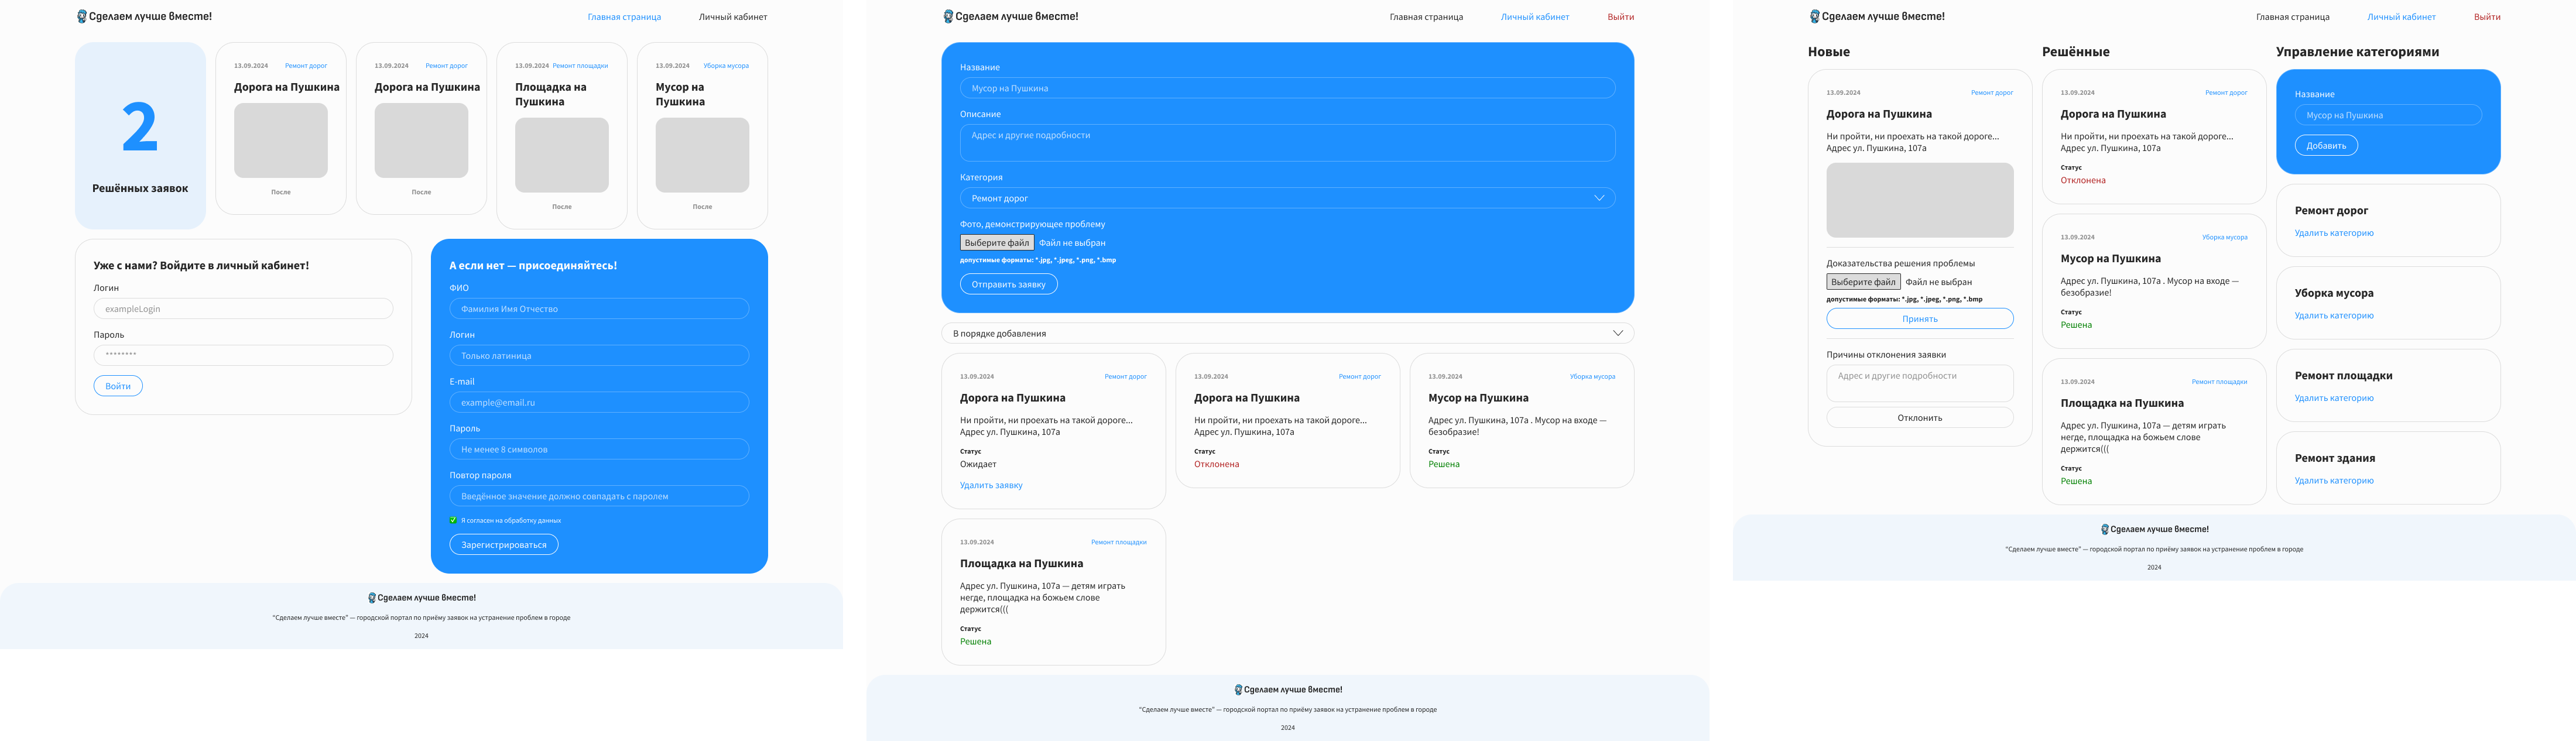 Сделаем лучше вместе!
Главная страница
Личный кабинет
2
Решённых заявок
13.09.2024
Ремонт дорог
Дорога на Пушкина
После
13.09.2024
Ремонт дорог
Дорога на Пушкина
После
13.09.2024
Ремонт площадки
Площадка на
Пушкина
После
13.09.2024
Уборка мусора
Мусор на
Пушкина
После
Уже с нами? Войдите в личный кабинет!
Логин
exampleLogin
Пароль
********
Войти
А если нет — присоединяйтесь!
ФИО
Фамилия Имя Отчество
Логин
Только латиница
E-mail
example@email.ru
Пароль
Не менее 8 символов
Повтор пароля
Введённое значение должно совпадать с паролем
Я согласен на обработку данных
Зарегистрироваться
Сделаем лучше вместе!
"Сделаем лучше вместе" — городской портал по приёму заявок на устранение проблем в городе
2024
Сделаем лучше вместе!
Главная страница
Личный кабинет
Выйти
Название
Мусор на Пушкина
Описание
Адрес и другие подробности
Категория
Ремонт дорог
Фото, демонстрирующее проблему
Выберите файл
Файл не выбран
допустимые форматы: *.jpg, *.jpeg, *.png, *.bmp
Отправить заявку
В порядке добавления
13.09.2024
Ремонт дорог
Дорога на Пушкина
Ни пройти, ни проехать на такой дороге...
Адрес ул. Пушкина, 107а
Статус
Ожидает
Удалить заявку
13.09.2024
Ремонт дорог
Дорога на Пушкина
Ни пройти, ни проехать на такой дороге...
Адрес ул. Пушкина, 107а
Статус
Отклонена
13.09.2024
Уборка мусора
Мусор на Пушкина
Адрес ул. Пушкина, 107а . Мусор на входе —
безобразие!
Статус
Решена
13.09.2024
Ремонт площадки
Площадка на Пушкина
Адрес ул. Пушкина, 107а — детям играть
негде, площадка на божьем слове
держится(((
Статус
Решена
Сделаем лучше вместе!
"Сделаем лучше вместе" — городской портал по приёму заявок на устранение проблем в городе
2024
Сделаем лучше вместе!
Главная страница
Личный кабинет
Выйти
Новые
13.09.2024
Ремонт дорог
Дорога на Пушкина
Ни пройти, ни проехать на такой дороге...
Адрес ул. Пушкина, 107а
Доказательства решения проблемы
Выберите файл
Файл не выбран
допустимые форматы: *.jpg, *.jpeg, *.png, *.bmp
Принять
Причины отклонения заявки
Адрес и другие подробности
Отклонить
Решённые
13.09.2024
Ремонт дорог
Дорога на Пушкина
Ни пройти, ни проехать на такой дороге...
Адрес ул. Пушкина, 107а
Статус
Отклонена
13.09.2024
Уборка мусора
Мусор на Пушкина
Адрес ул. Пушкина, 107а . Мусор на входе —
безобразие!
Статус
Решена
13.09.2024
Ремонт площадки
Площадка на Пушкина
Адрес ул. Пушкина, 107а — детям играть
негде, площадка на божьем слове
держится(((
Статус
Решена
Управление категориями
Название
Мусор на Пушкина
Добавить
Ремонт дорог
Удалить категорию
Уборка мусора
Удалить категорию
Ремонт площадки
Удалить категорию
Ремонт здания
Удалить категорию
Сделаем лучше вместе!
"Сделаем лучше вместе" — городской портал по приёму заявок на устранение проблем в городе
2024